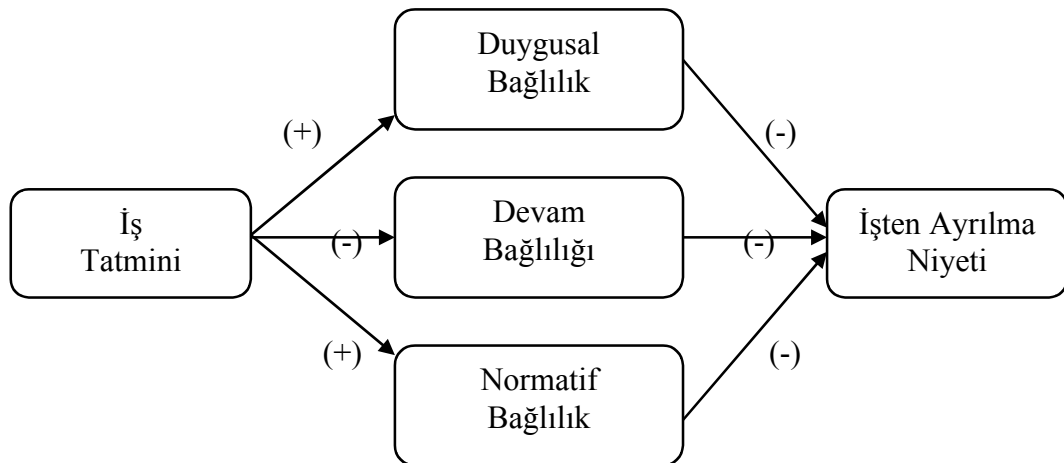 Duygusal
Bağlılık
(+)
(-)
İş
Tatmini
(-)
Devam
Bağlılığı
(-)
İşten Ayrılma
Niyeti
(+)
Normatif
Bağlılık
(-)